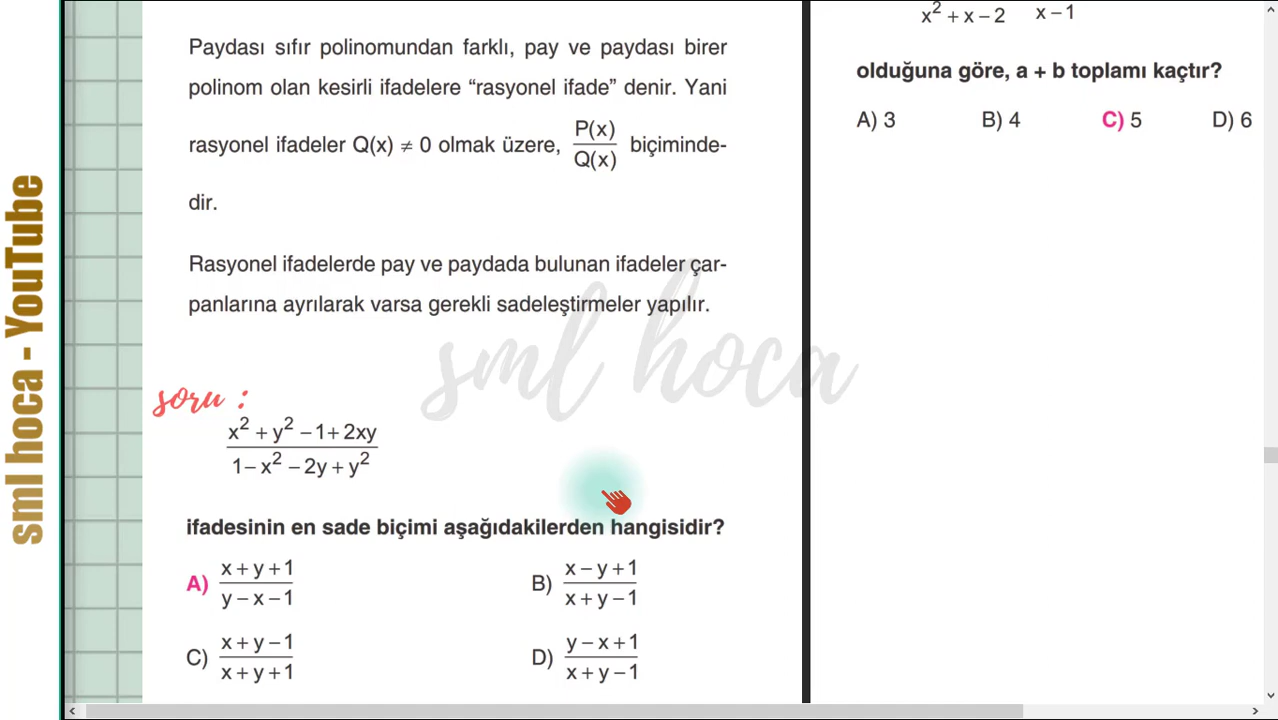 sml hoca - YouTube
Paydası sıfır polinomundan farklı, pay ve paydası birer
polinom olan kesirli ifadelere “rasyonel ifade” denir. Yani
rasyonel ifadeler Q(x) ≠ 0 olmak üzere, P(x)/Q(x) biçiminde-
dir.
Rasyonel ifadelerde pay ve paydada bulunan ifadeler çar-
panlarına ayrılarak varsa gerekli sadeleştirmeler yapılır.
sml hoca
soru :
x² + y² − 1 + 2xy
1 − x² − 2y + y²
ifadesinin en sade biçimi aşağıdakilerden hangisidir?
A) (x + y + 1)/(y − x − 1) B) (x − y + 1)/(x + y − 1)
C) (x + y − 1)/(x + y + 1) D) (y − x + 1)/(x + y − 1)
x² + x − 2 x − 1
olduğuna göre, a + b toplamı kaçtır?
A) 3 B) 4 C) 5 D) 6